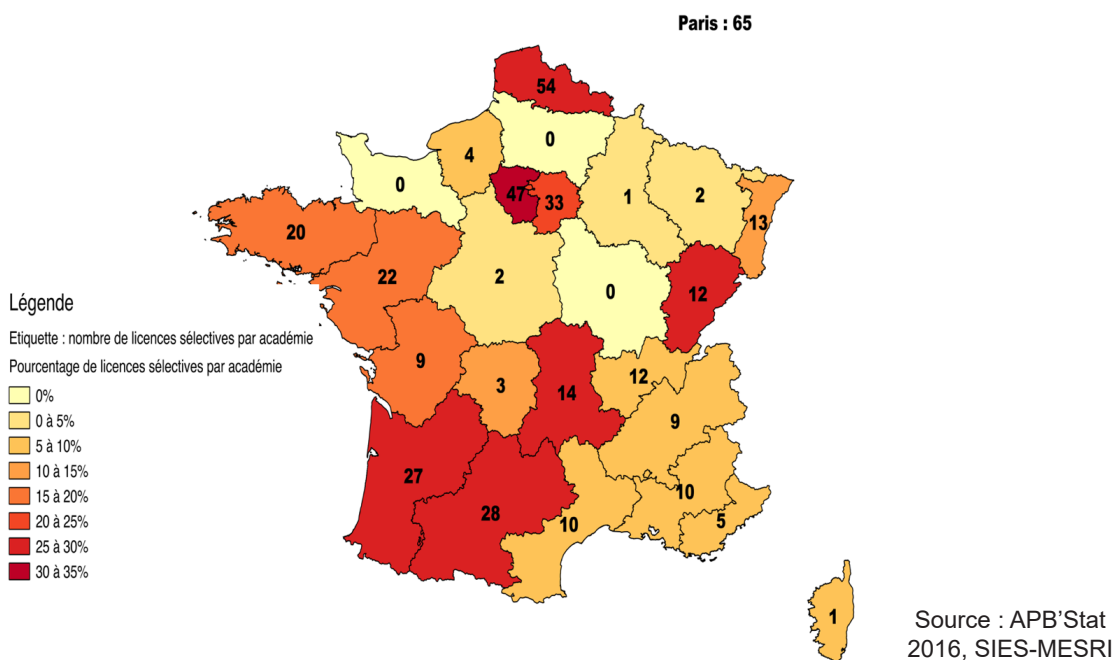 Paris : 65
54
0
4
0
47
33
1
2
13
20
22
2
0
12
9
3
14
12
9
27
28
10
10
5
1
Légende
Etiquette : nombre de licences sélectives par académie
Pourcentage de licences sélectives par académie
0%
0 à 5%
5 à 10%
10 à 15%
15 à 20%
20 à 25%
25 à 30%
30 à 35%
Source : APB’Stat
2016, SIES-MESRI